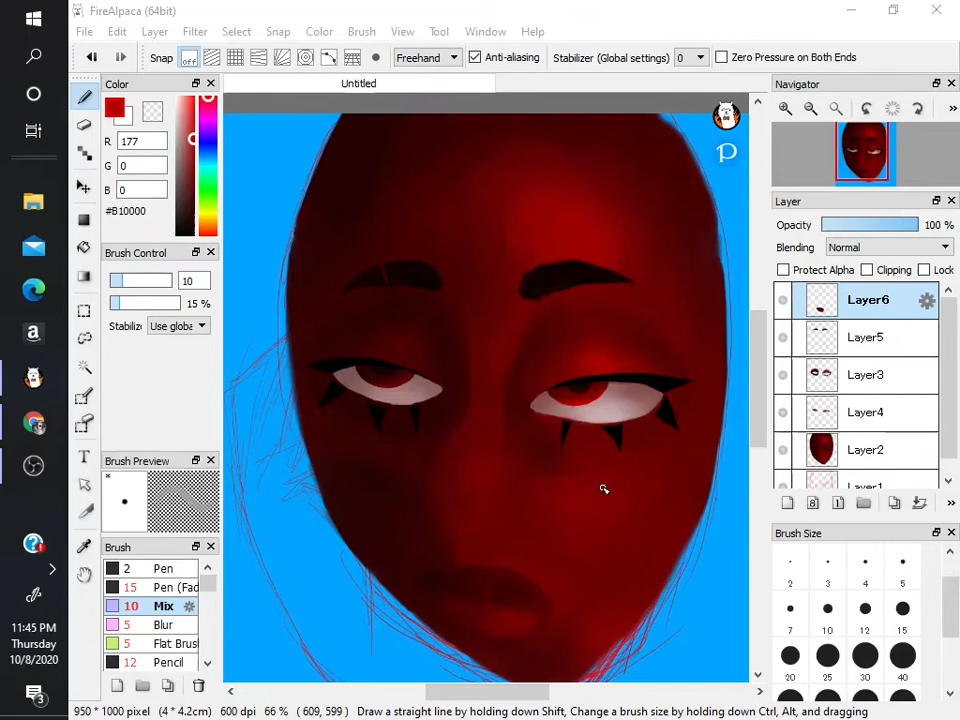 FireAlpaca (64bit)
File Edit Layer Filter Select Snap Color Brush View Tool Window Help
Snap off Freehand Anti-aliasing Stabilizer (Global settings) 0 Zero Pressure on Both Ends
Untitled
Color
R 177
G 0
B 0
#B10000
Brush Control
10
15 %
Stabiliz Use globa
Brush Preview
*
Brush
2 Pen
15 Pen (Fad
10 Mix
5 Blur
5 Flat Brus
12 Pencil
P
Navigator
Layer
Opacity 100 %
Blending Normal
Protect Alpha Clipping Lock
Layer6
Layer5
Layer3
Layer4
Layer2
Layer1
8 1
Brush Size
2 3 4 5
7 10 12 15
20 25 30 40
T
a
11:45 PM
Thursday
10/8/2020
3
950 * 1000 pixel (4 * 4.2cm) 600 dpi 66 % ( 609, 599 ) Draw a straight line by holding down Shift, Change a brush size by holding down Ctrl, Alt, and dragging